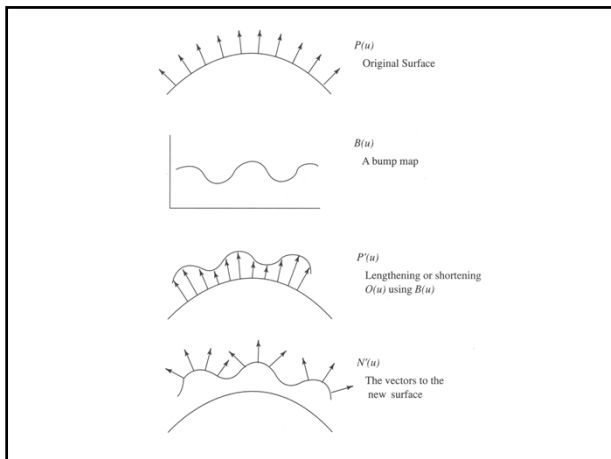 P(u)
Original Surface
B(u)
A bump map
P'(u)
Lengthening or shortening
O(u) using B(u)
N'(u)
The vectors to the
new surface